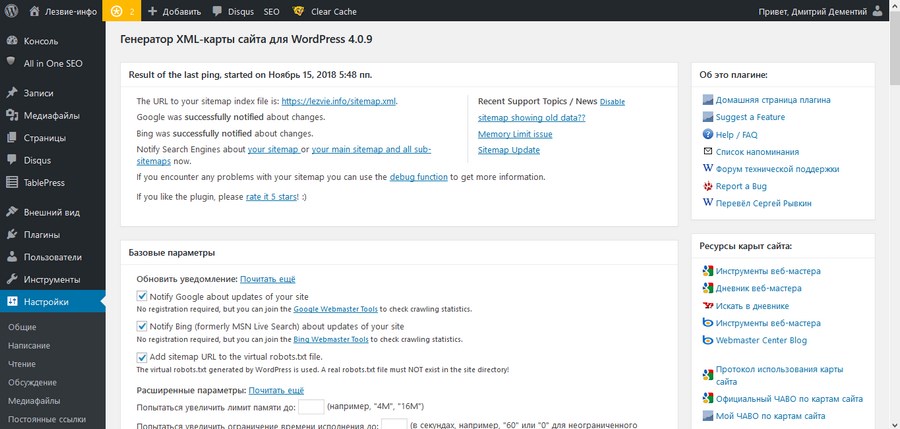 Лезвие-инфо 2 Добавить Disqus SEO Clear Cache Привет, Дмитрий Дементий
Консоль
All in One SEO
Записи
Медиафайлы
Страницы
Disqus
TablePress
Внешний вид
Плагины
Пользователи
Инструменты
Настройки
Общие
Написание
Чтение
Обсуждение
Медиафайлы
Постоянные ссылки
Генератор XML-карты сайта для WordPress 4.0.9
Result of the last ping, started on Ноябрь 15, 2018 5:48 пп.
The URL to your sitemap index file is: https://lezvie.info/sitemap.xml.
Google was successfully notified about changes.
Bing was successfully notified about changes.
Notify Search Engines about your sitemap or your main sitemap and all sub-
sitemaps now.
Recent Support Topics / News Disable
sitemap showing old data??
Memory Limit issue
Sitemap Update
If you encounter any problems with your sitemap you can use the debug function to get more information.
If you like the plugin, please rate it 5 stars! :)
Базовые параметры
Обновить уведомление: Почитать ещё
Notify Google about updates of your site
No registration required, but you can join the Google Webmaster Tools to check crawling statistics.
Notify Bing (formerly MSN Live Search) about updates of your site
No registration required, but you can join the Bing Webmaster Tools to check crawling statistics.
Add sitemap URL to the virtual robots.txt file.
The virtual robots.txt generated by WordPress is used. A real robots.txt file must NOT exist in the site directory!
Расширенные параметры: Почитать ещё
Попытаться увеличить лимит памяти до: (например, "4M", "16M")
Попытаться увеличить ограничение времени исполнения до: (в секундах, например, "60" или "0" для неограниченного
Об это плагине:
Домашняя страница плагина
Suggest a Feature
Help / FAQ
Список напоминания
Форум технической поддержки
Report a Bug
Перевёл Сергей Рывкин
Ресурсы карыт сайта:
Инструменты веб-мастера
Дневник веб-мастера
Искать в дневнике
Инструменты веб-мастера
Webmaster Center Blog
Протокол использования карты
сайта
Официальный ЧАВО по картам сайта
Мой ЧАВО по картам сайта